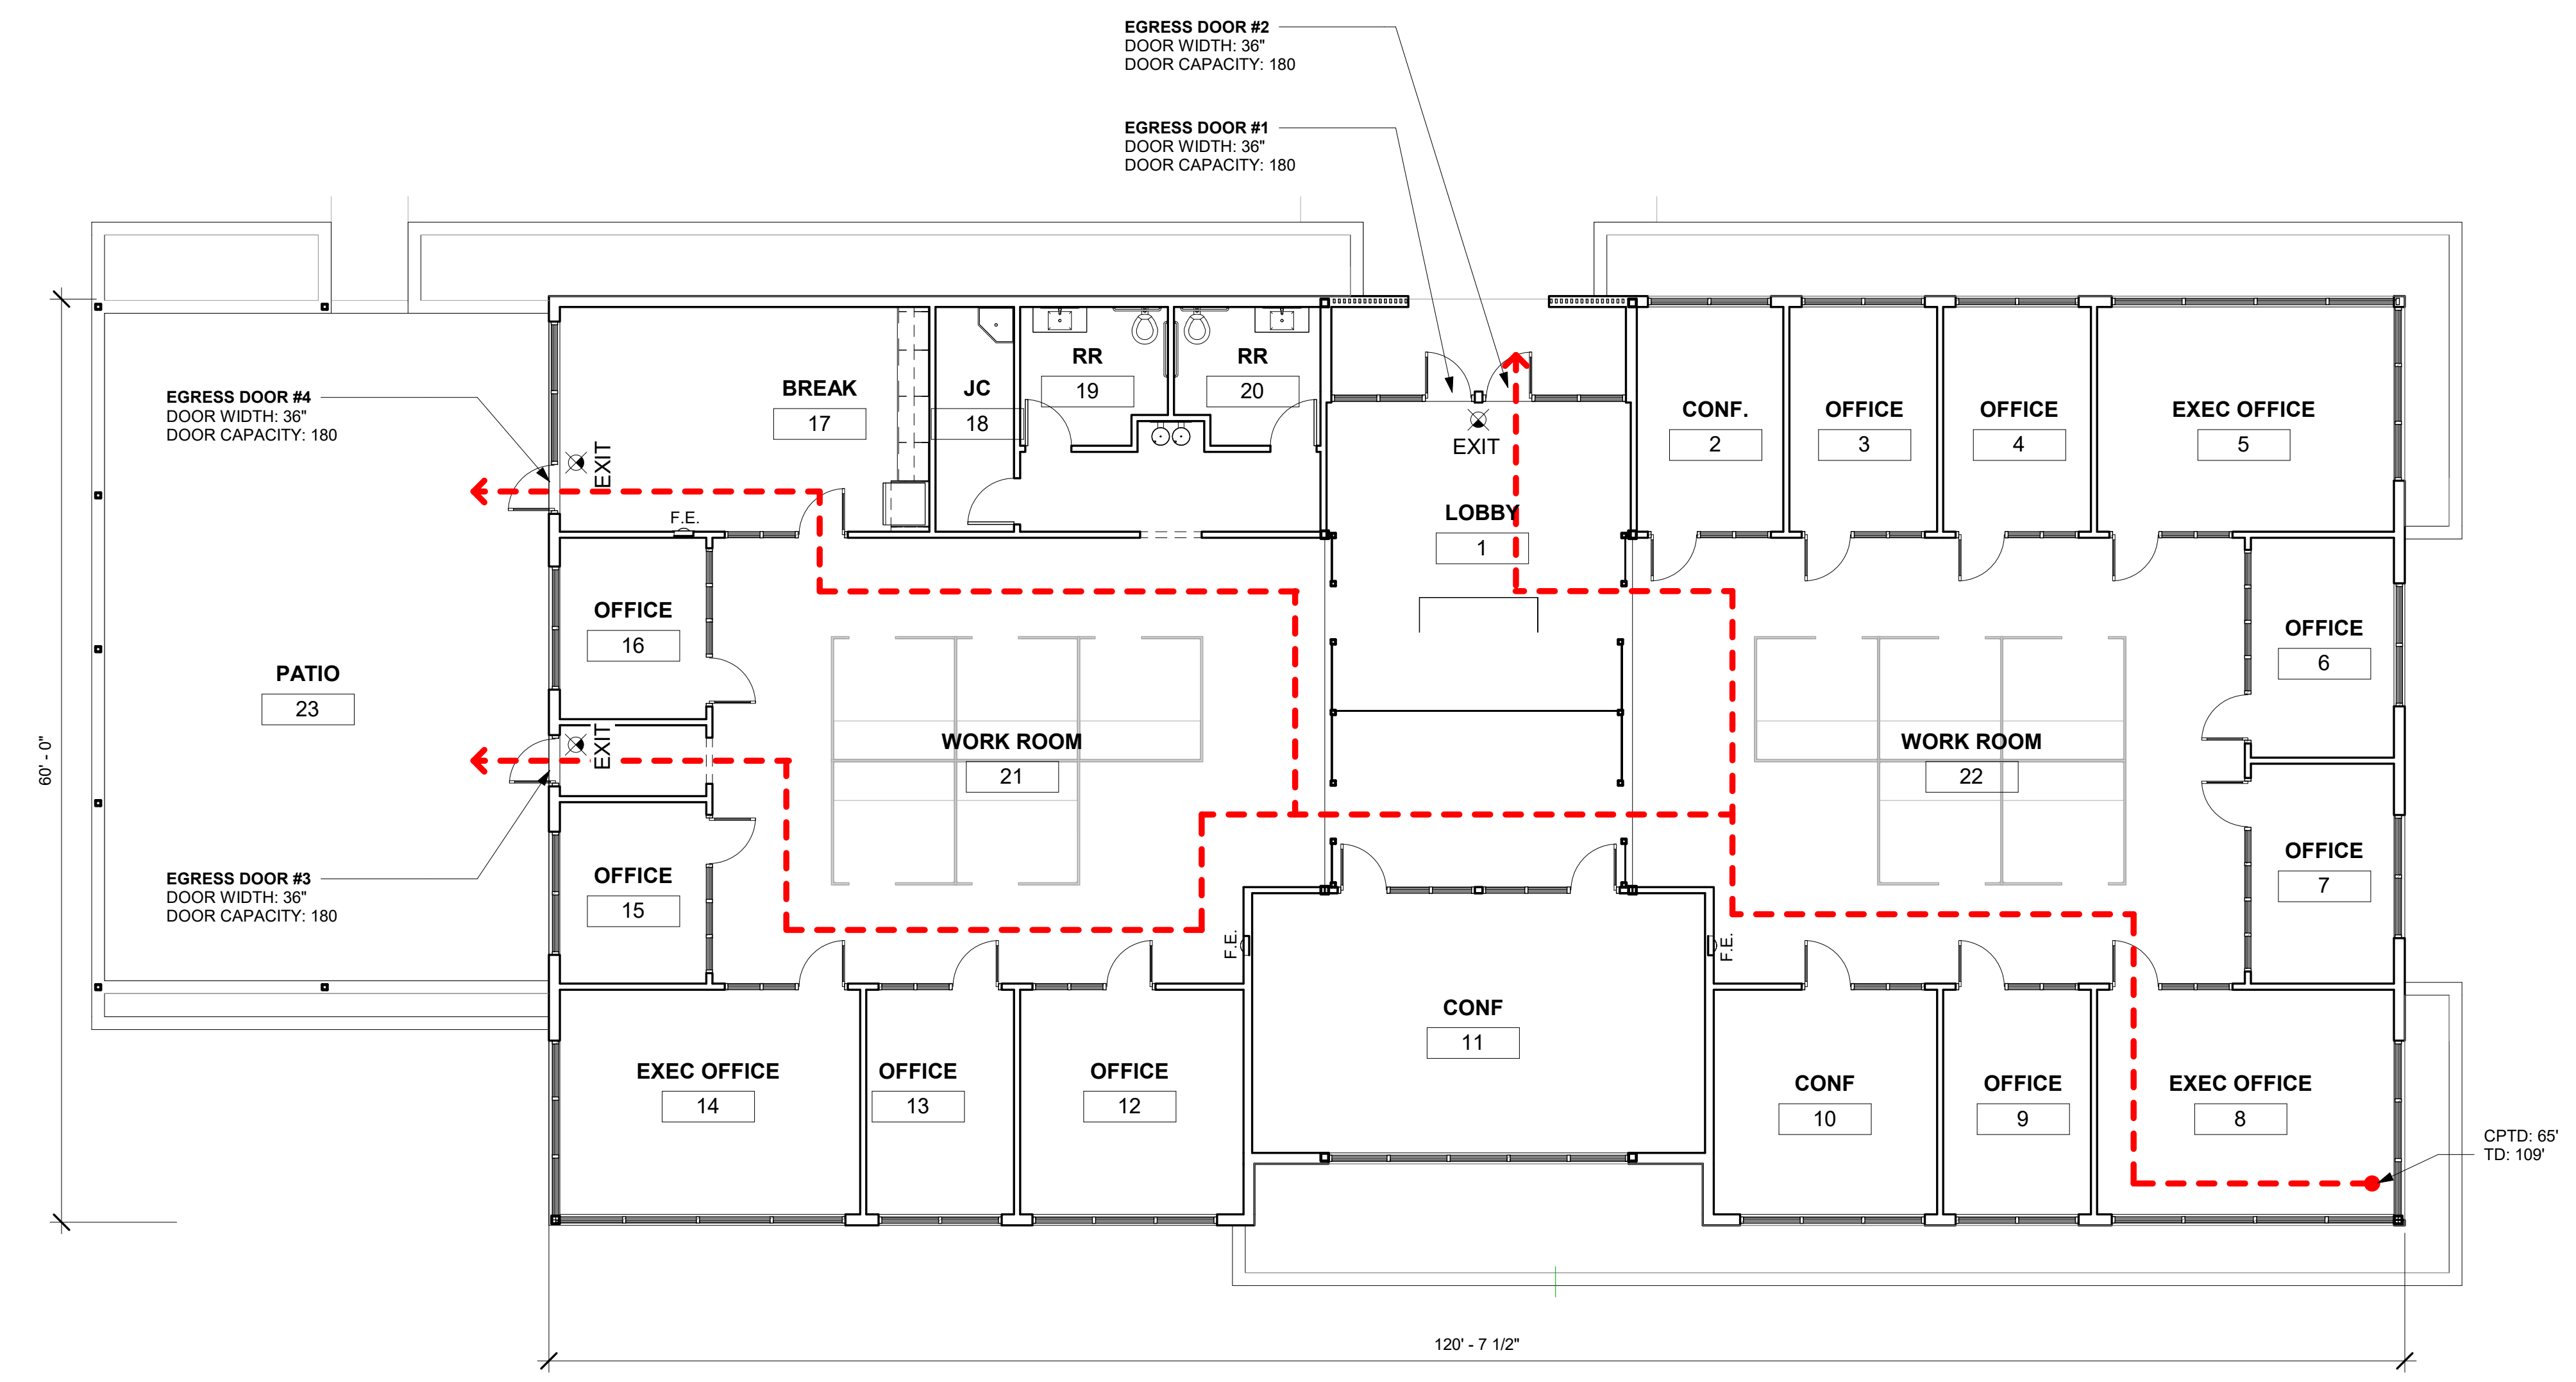 EGRESS DOOR #2
DOOR WIDTH: 36"
DOOR CAPACITY: 180
EGRESS DOOR #1
DOOR WIDTH: 36"
DOOR CAPACITY: 180
EGRESS DOOR #4
DOOR WIDTH: 36"
DOOR CAPACITY: 180
EXIT
F.E.
BREAK
17
JC
18
RR
19
RR
20
EXIT
LOBBY
1
CONF.
2
OFFICE
3
OFFICE
4
EXEC OFFICE
5
OFFICE
16
PATIO
23
EXIT
WORK ROOM
21
WORK ROOM
22
OFFICE
6
OFFICE
7
60' - 0"
EGRESS DOOR #3
DOOR WIDTH: 36"
DOOR CAPACITY: 180
OFFICE
15
F.E.
F.E.
EXEC OFFICE
14
OFFICE
13
OFFICE
12
CONF
11
CONF
10
OFFICE
9
EXEC OFFICE
8
CPTD: 65'
TD: 109'
120' - 7 1/2"